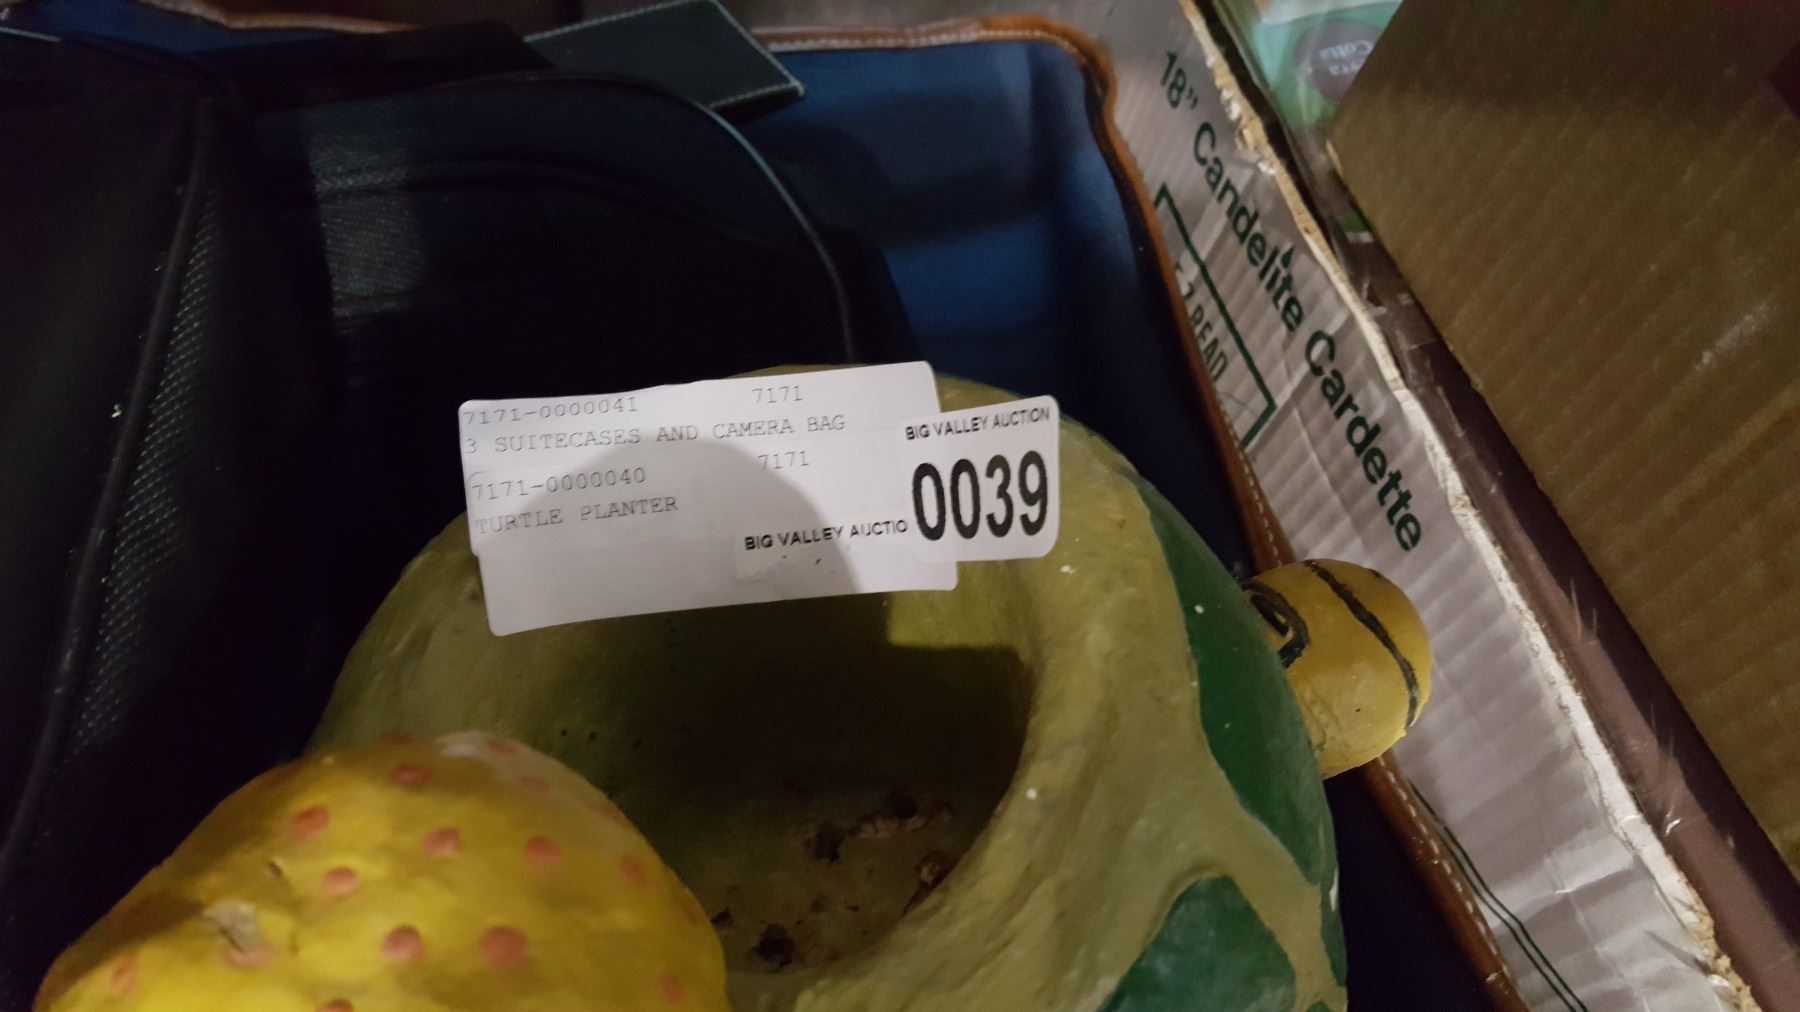 7171-0000041 7171
3 SUITECASES AND CAMERA BAG
7171-0000040 7171
TURTLE PLANTER
BIG VALLEY AUCTIO
BIG VALLEY AUCTION
0039
18" Candelite Cardette
READ